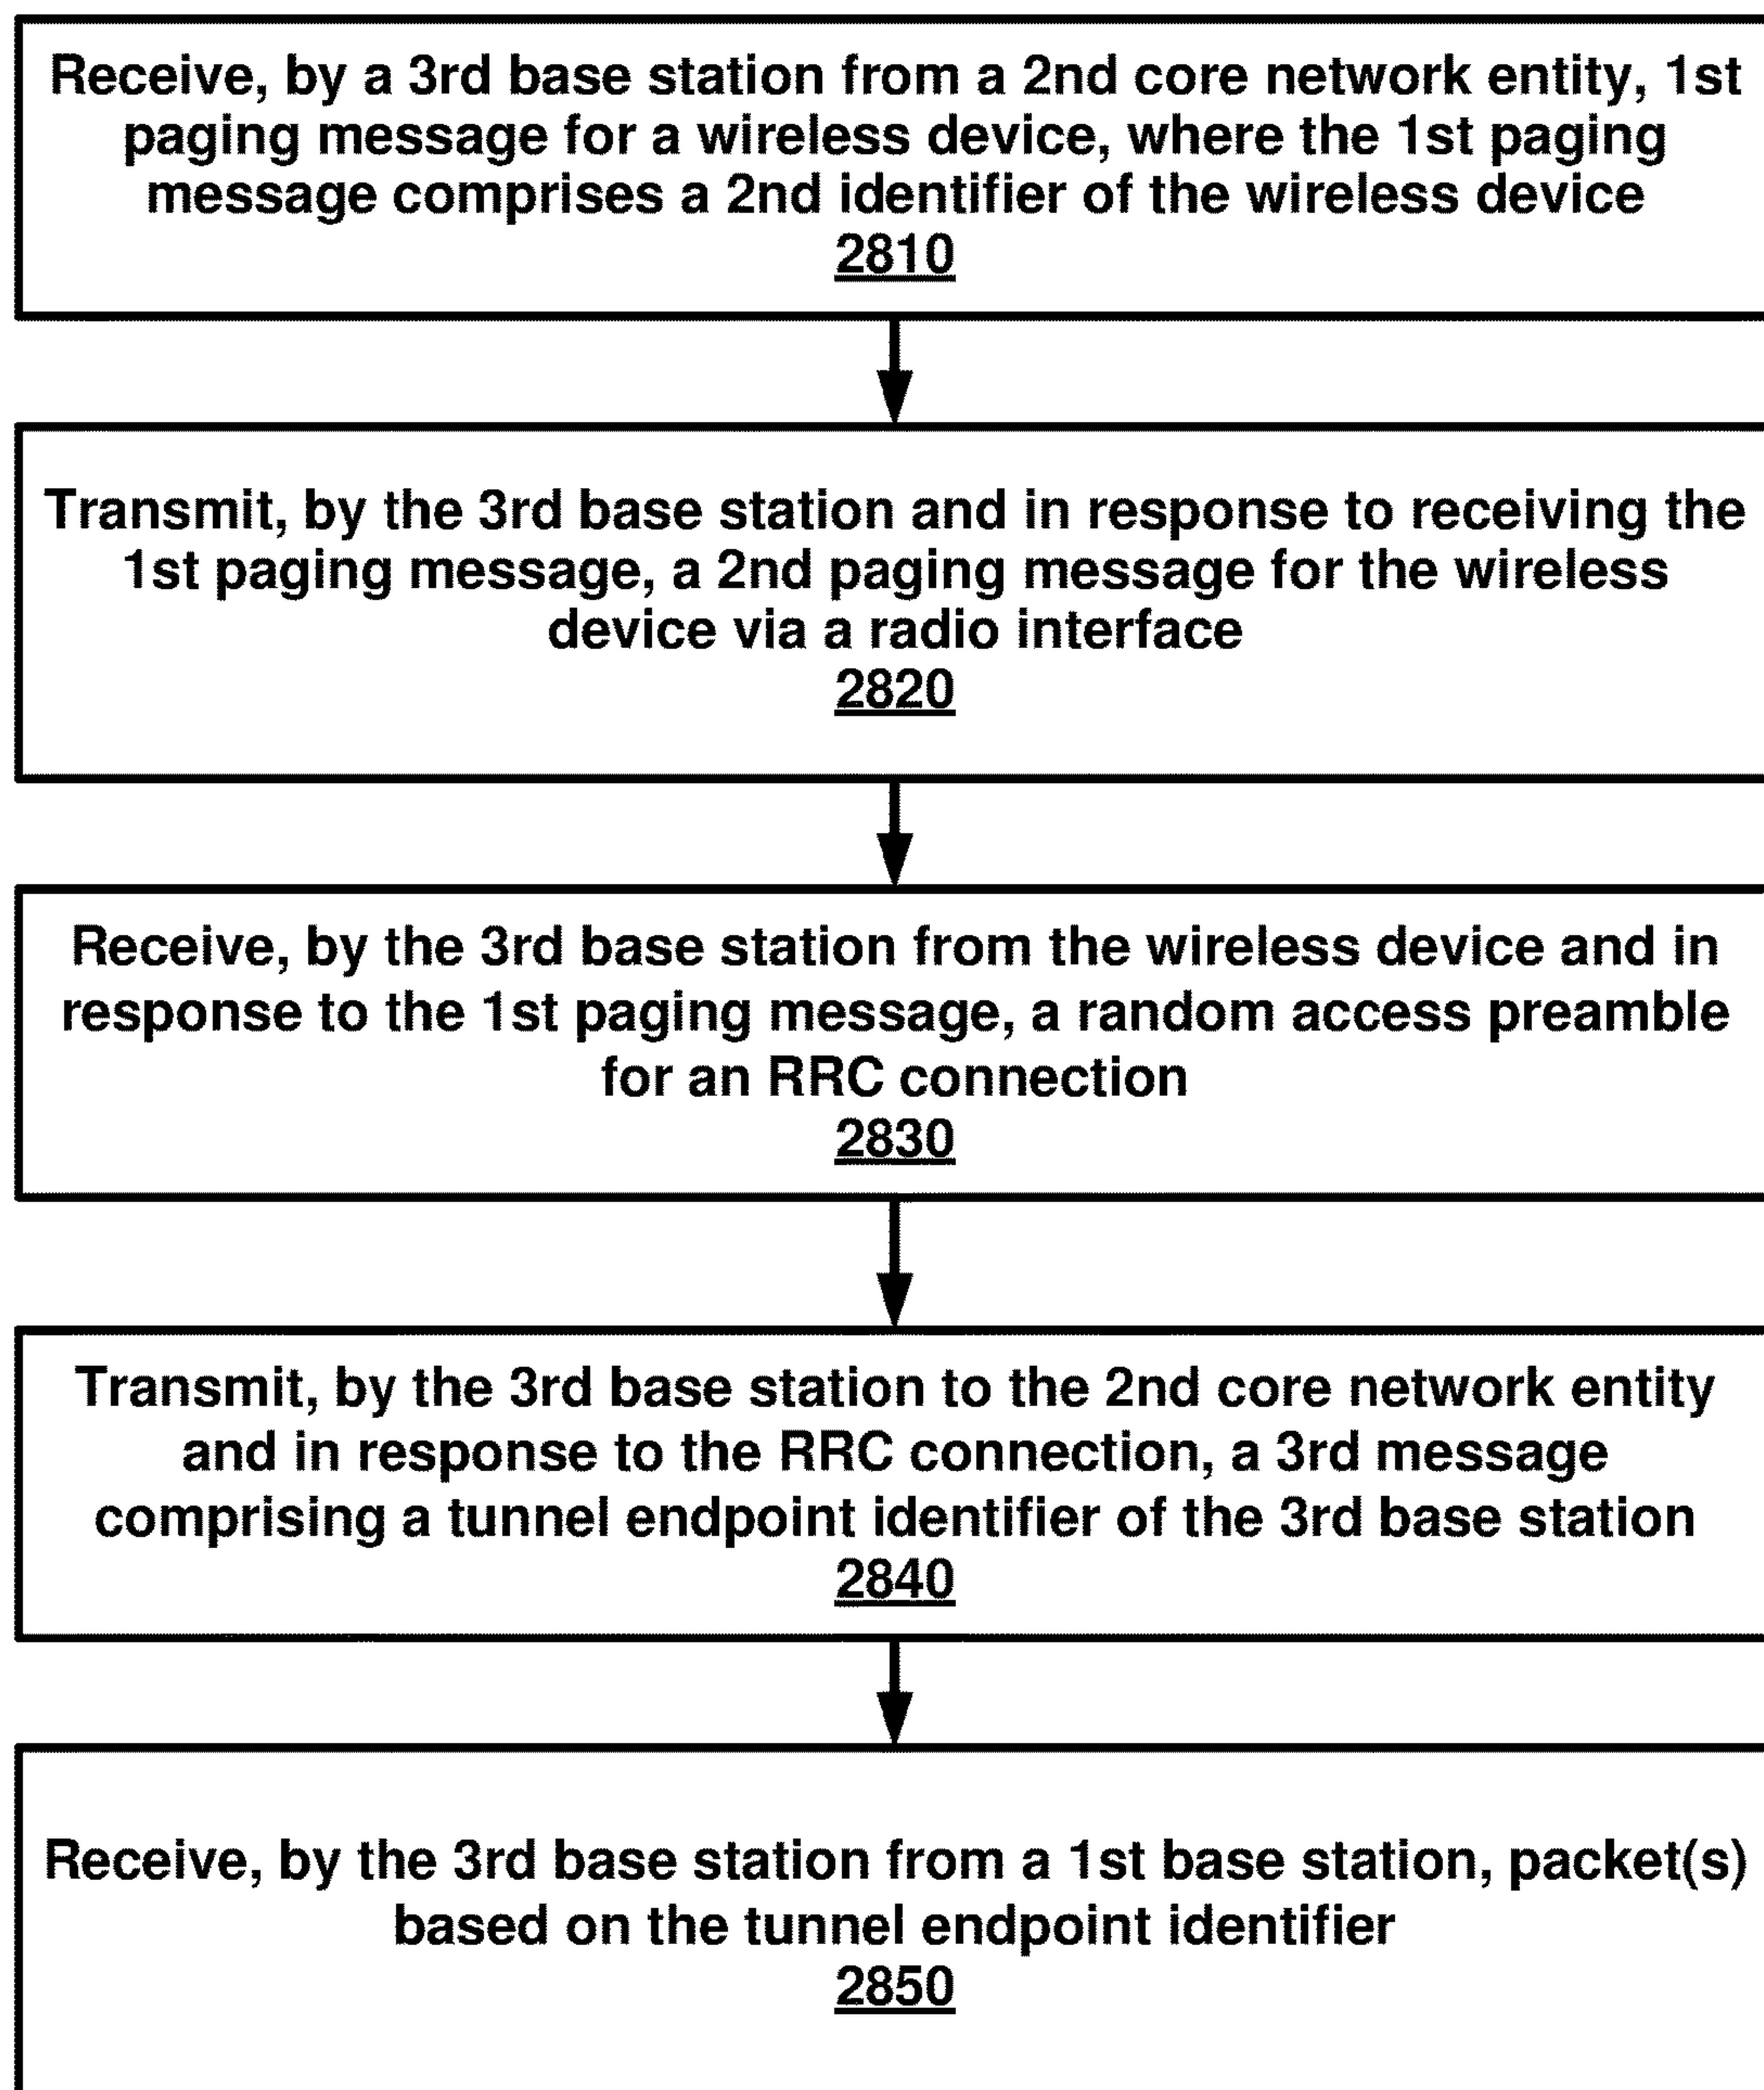 Receive, by a 3rd base station from a 2nd core network entity, 1st
paging message for a wireless device, where the 1st paging
message comprises a 2nd identifier of the wireless device
2810
Transmit, by the 3rd base station and in response to receiving the
1st paging message, a 2nd paging message for the wireless
device via a radio interface
2820
Receive, by the 3rd base station from the wireless device and in
response to the 1st paging message, a random access preamble
for an RRC connection
2830
Transmit, by the 3rd base station to the 2nd core network entity
and in response to the RRC connection, a 3rd message
comprising a tunnel endpoint identifier of the 3rd base station
2840
Receive, by the 3rd base station from a 1st base station, packet(s)
based on the tunnel endpoint identifier
2850